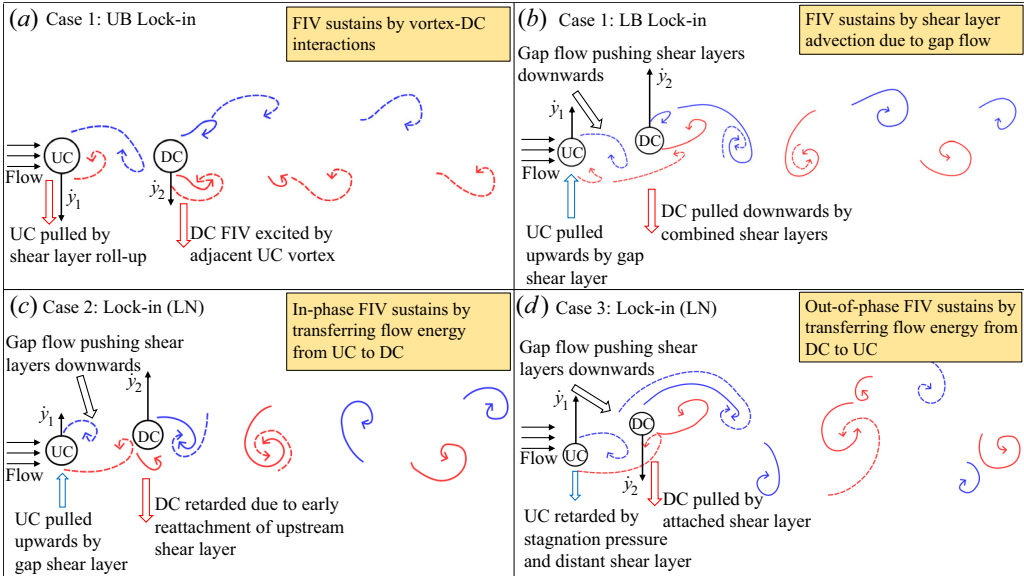 (a) Case 1: UB Lock-in
FIV sustains by vortex-DC
interactions
UC
DC
Flow
ẏ1
ẏ2
UC pulled by
shear layer roll-up
DC FIV excited by
adjacent UC vortex
(b) Case 1: LB Lock-in
FIV sustains by shear layer
advection due to gap flow
Gap flow pushing shear layers
downwards
ẏ1
ẏ2
UC
DC
Flow
UC pulled
upwards by gap
shear layer
DC pulled downwards by
combined shear layers
(c) Case 2: Lock-in (LN)
In-phase FIV sustains by
transferring flow energy
from UC to DC
Gap flow pushing shear
layers downwards
ẏ1
ẏ2
UC
DC
Flow
UC pulled
upwards by
gap shear layer
DC retarded due to early
reattachment of upstream
shear layer
(d) Case 3: Lock-in (LN)
Out-of-phase FIV sustains by
transferring flow energy from
DC to UC
Gap flow pushing shear
layers downwards
ẏ1
DC
UC
Flow
ẏ2
UC retarded by
stagnation pressure
and distant shear layer
DC pulled by
attached shear layer